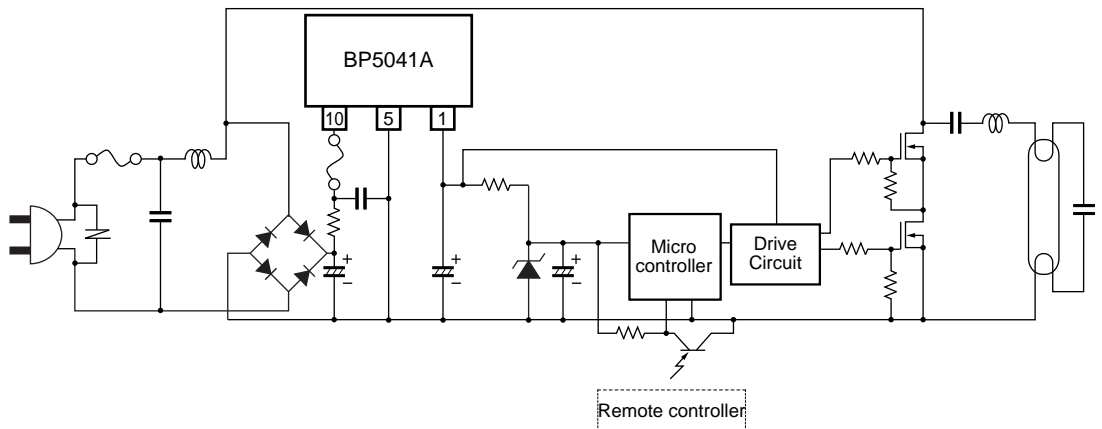 BP5041A
10 5 1
+
−
+
−
+
−
Micro
controller
Drive
Circuit
Remote controller